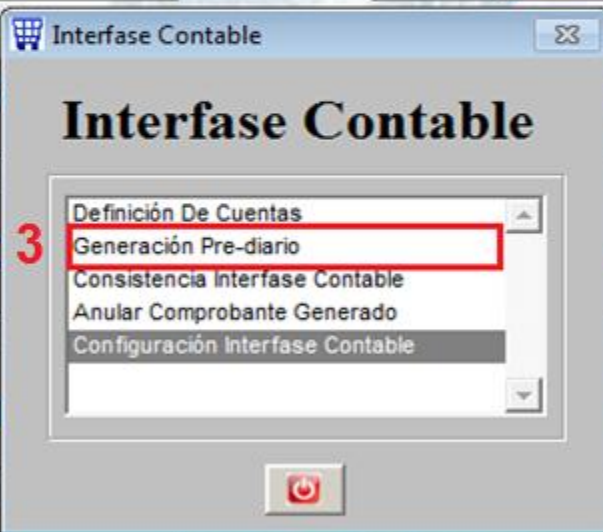 Interfase Contable
Interfase Contable
Definición De Cuentas
3
Generación Pre-diario
Consistencia Interfase Contable
Anular Comprobante Generado
Configuración Interfase Contable